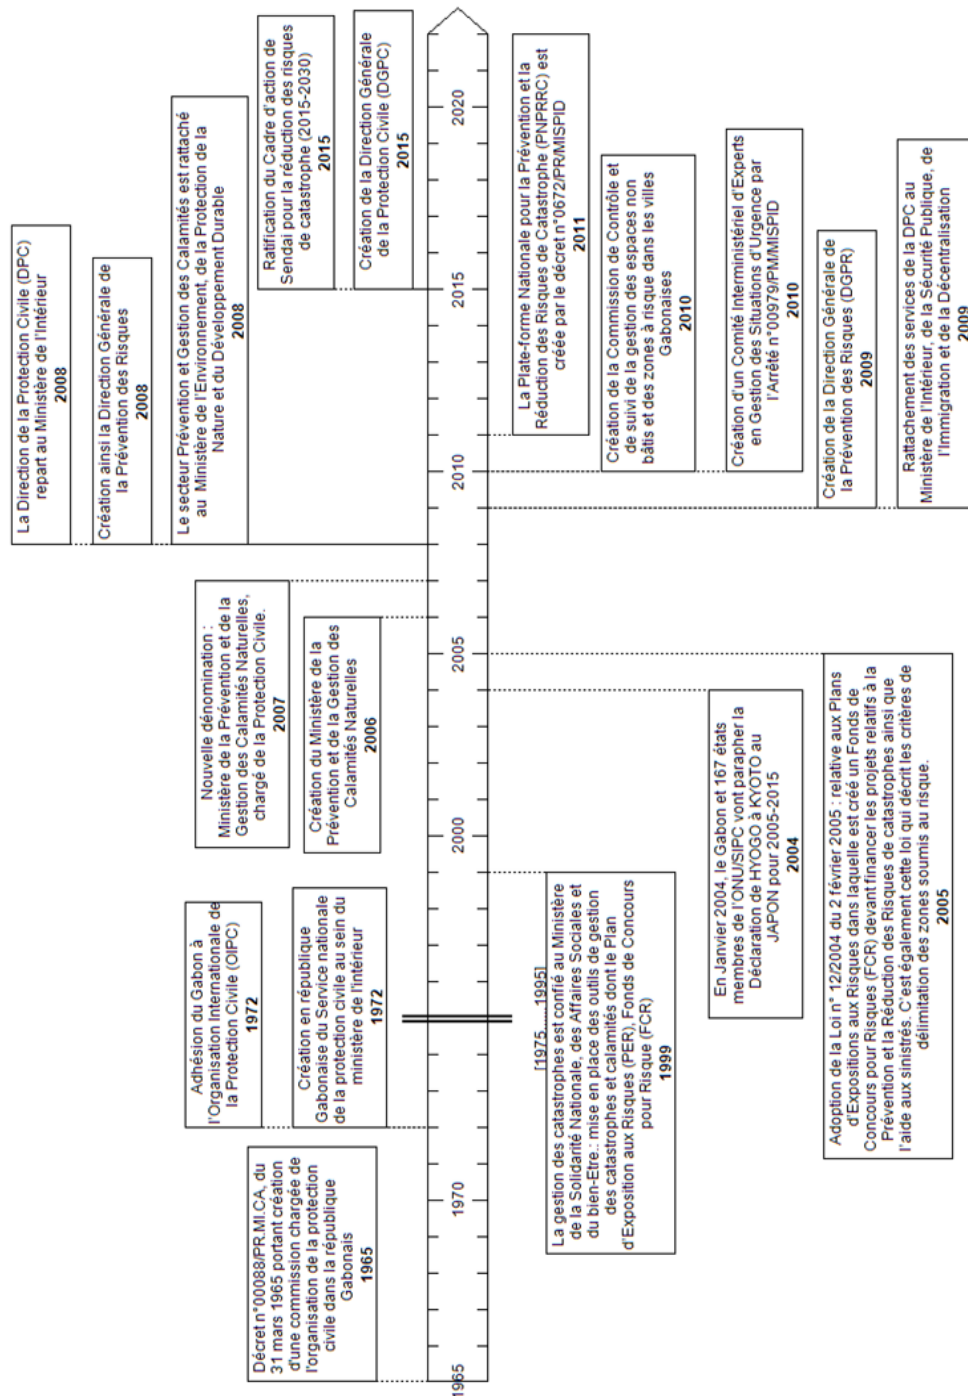 Décret n°00088/PR.MI.CA, du
31 mars 1965 portant création
d'une commission chargée de
l'organisation de la protection
civile dans la république
Gabonais
1965
Adhésion du Gabon à
l'Organisation Internationale de
la Protection Civile (OIPC)
1972
Création en république
Gabonaise du Service nationale
de la protection civile au sein du
ministère de l'intérieur
1972
Nouvelle dénomination :
Ministère de la Prévention et de la
Gestion des Calamités Naturelles,
chargé de la Protection Civile.
2007
Création du Ministère de la
Prévention et de la Gestion des
Calamités Naturelles
2006
La Direction de la Protection Civile (DPC)
repart au Ministère de l'Intérieur
2008
Création ainsi la Direction Générale de
la Prévention des Risques
2008
Le secteur Prévention et Gestion des Calamités est rattaché
au Ministère de l'Environnement, de la Protection de la
Nature et du Développement Durable
2008
Ratification du Cadre d'action de
Sendai pour la réduction des risques
de catastrophe (2015-2030)
2015
Création de la Direction Générale
de la Protection Civile (DGPC)
2015
1965
1970
[1975......1995]
2000
2005
2010
2015
2020
La gestion des catastrophes est confié au Ministère
de la Solidarité Nationale, des Affaires Sociales et
du bien-Etre.: mise en place des outils de gestion
des catastrophes et calamités dont le Plan
d'Exposition aux Risques (PER), Fonds de Concours
pour Risque (FCR)
1999
En Janvier 2004, le Gabon et 167 états
membres de l'ONU/SIPC vont parapher la
Déclaration de HYOGO à KYOTO au
JAPON pour 2005-2015
2004
Adoption de la Loi n° 12/2004 du 2 février 2005 : relative aux Plans
d'Expositions aux Risques dans laquelle est créé un Fonds de
Concours pour Risques (FCR) devant financer les projets relatifs à la
Prévention et la Réduction des Risques de catastrophes ainsi que
l'aide aux sinistrés. C'est également cette loi qui décrit les critères de
délimitation des zones soumis au risque.
2005
La Plate-forme Nationale pour la Prévention et la
Réduction des Risques de Catastrophe (PNPRRC) est
créée par le décret n°0672/PR/MISPID
2011
Création de la Commission de Contrôle et
de suivi de la gestion des espaces non
bâtis et des zones à risque dans les villes
Gabonaises
2010
Création d'un Comité Interministériel d'Experts
en Gestion des Situations d'Urgence par
l'Arrêté n°00979/PM/MISPID
2010
Création de la Direction Générale de
la Prévention des Risques (DGPR)
2009
Rattachement des services de la DPC au
Ministère de l'Intérieur, de la Sécurité Publique, de
l'Immigration et de la Décentralisation
2009